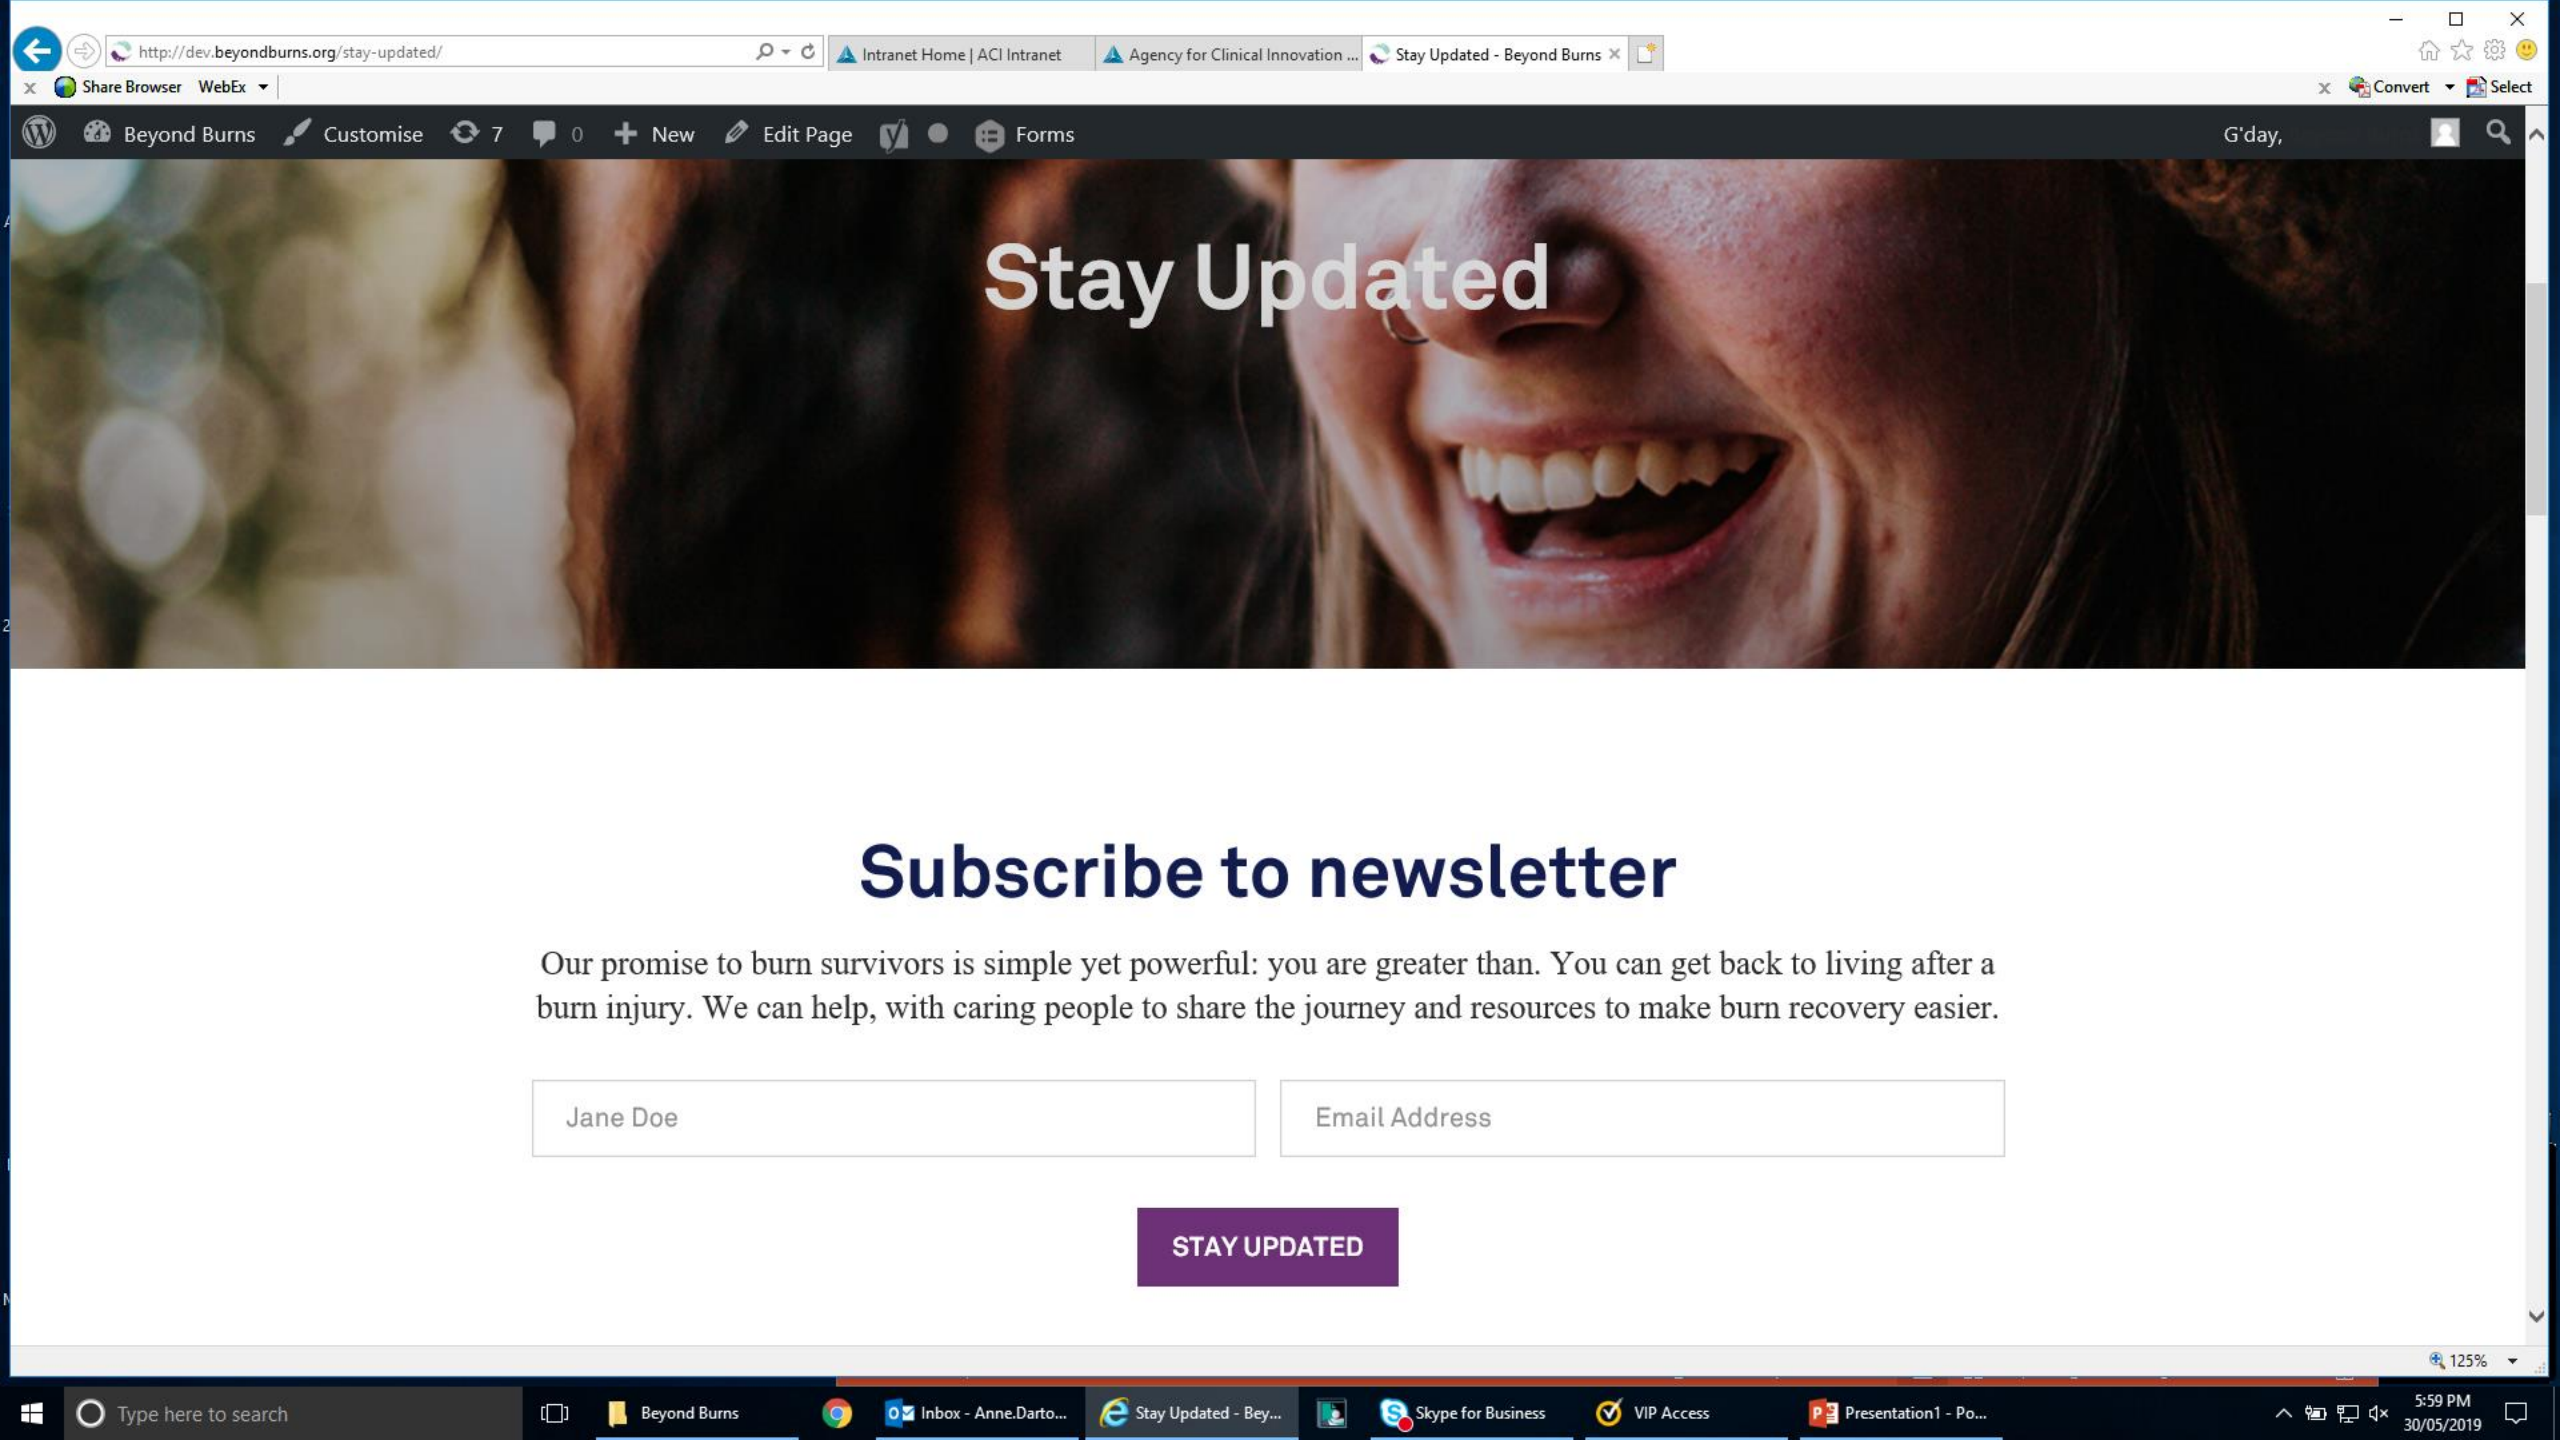 http://dev.beyondburns.org/stay-updated/
Intranet Home | ACI Intranet
Agency for Clinical Innovation ...
Stay Updated - Beyond Burns
Share Browser WebEx
Convert Select
Beyond Burns Customise 7 0 New Edit Page Forms G'day,
Stay Updated
Subscribe to newsletter
Our promise to burn survivors is simple yet powerful: you are greater than. You can get back to living after a
burn injury. We can help, with caring people to share the journey and resources to make burn recovery easier.
Jane Doe Email Address
STAY UPDATED
125%
Type here to search Beyond Burns Inbox - Anne.Darto... Stay Updated - Bey... Skype for Business VIP Access Presentation1 - Po...
5:59 PM
30/05/2019